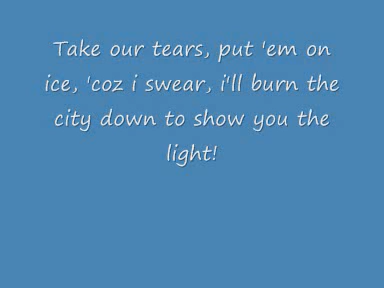 Take our tears, put 'em on
ice, 'coz i swear, i'll burn the
city down to show you the
light!